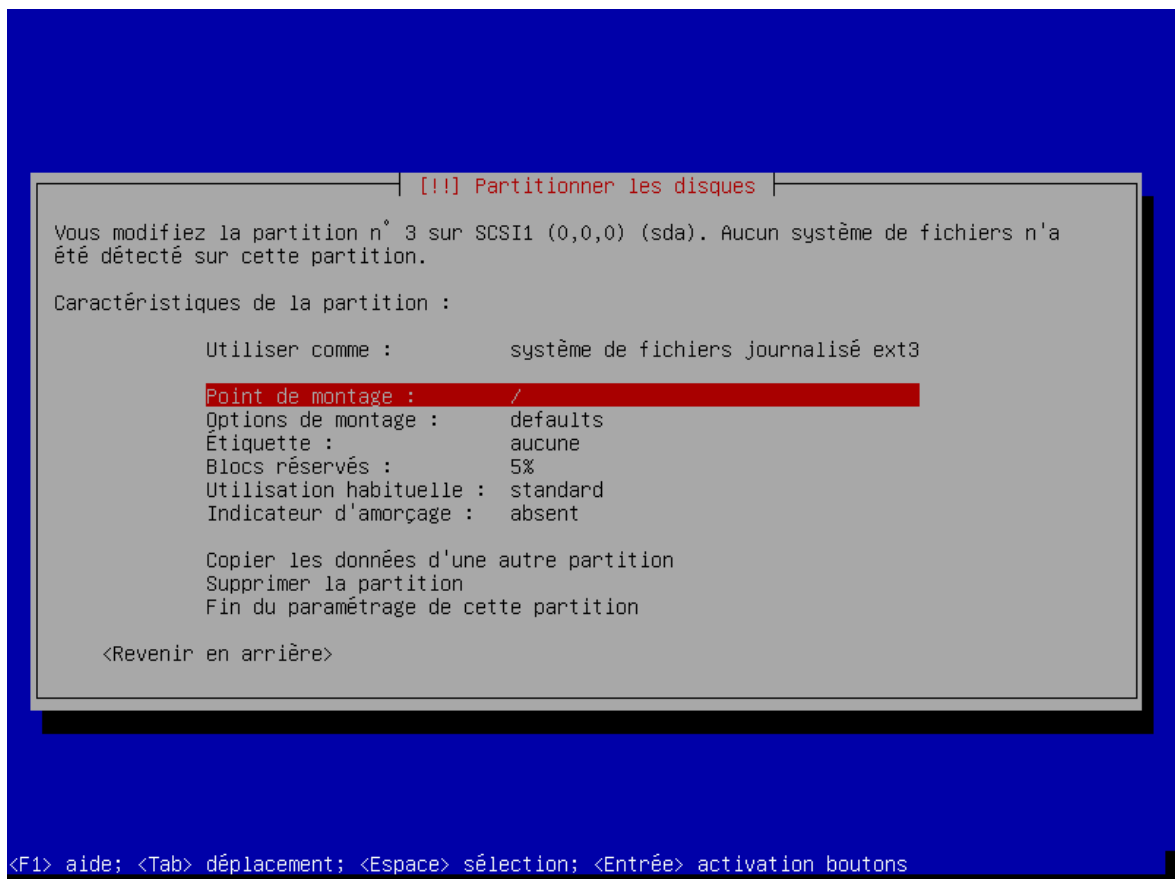 [!!] Partitionner les disques
Vous modifiez la partition n° 3 sur SCSI1 (0,0,0) (sda). Aucun système de fichiers n'a
été détecté sur cette partition.
Caractéristiques de la partition :
Utiliser comme : système de fichiers journalisé ext3
Point de montage : /
Options de montage : defaults
Étiquette : aucune
Blocs réservés : 5%
Utilisation habituelle : standard
Indicateur d'amorçage : absent
Copier les données d'une autre partition
Supprimer la partition
Fin du paramétrage de cette partition
<Revenir en arrière>
<F1> aide; <Tab> déplacement; <Espace> sélection; <Entrée> activation boutons